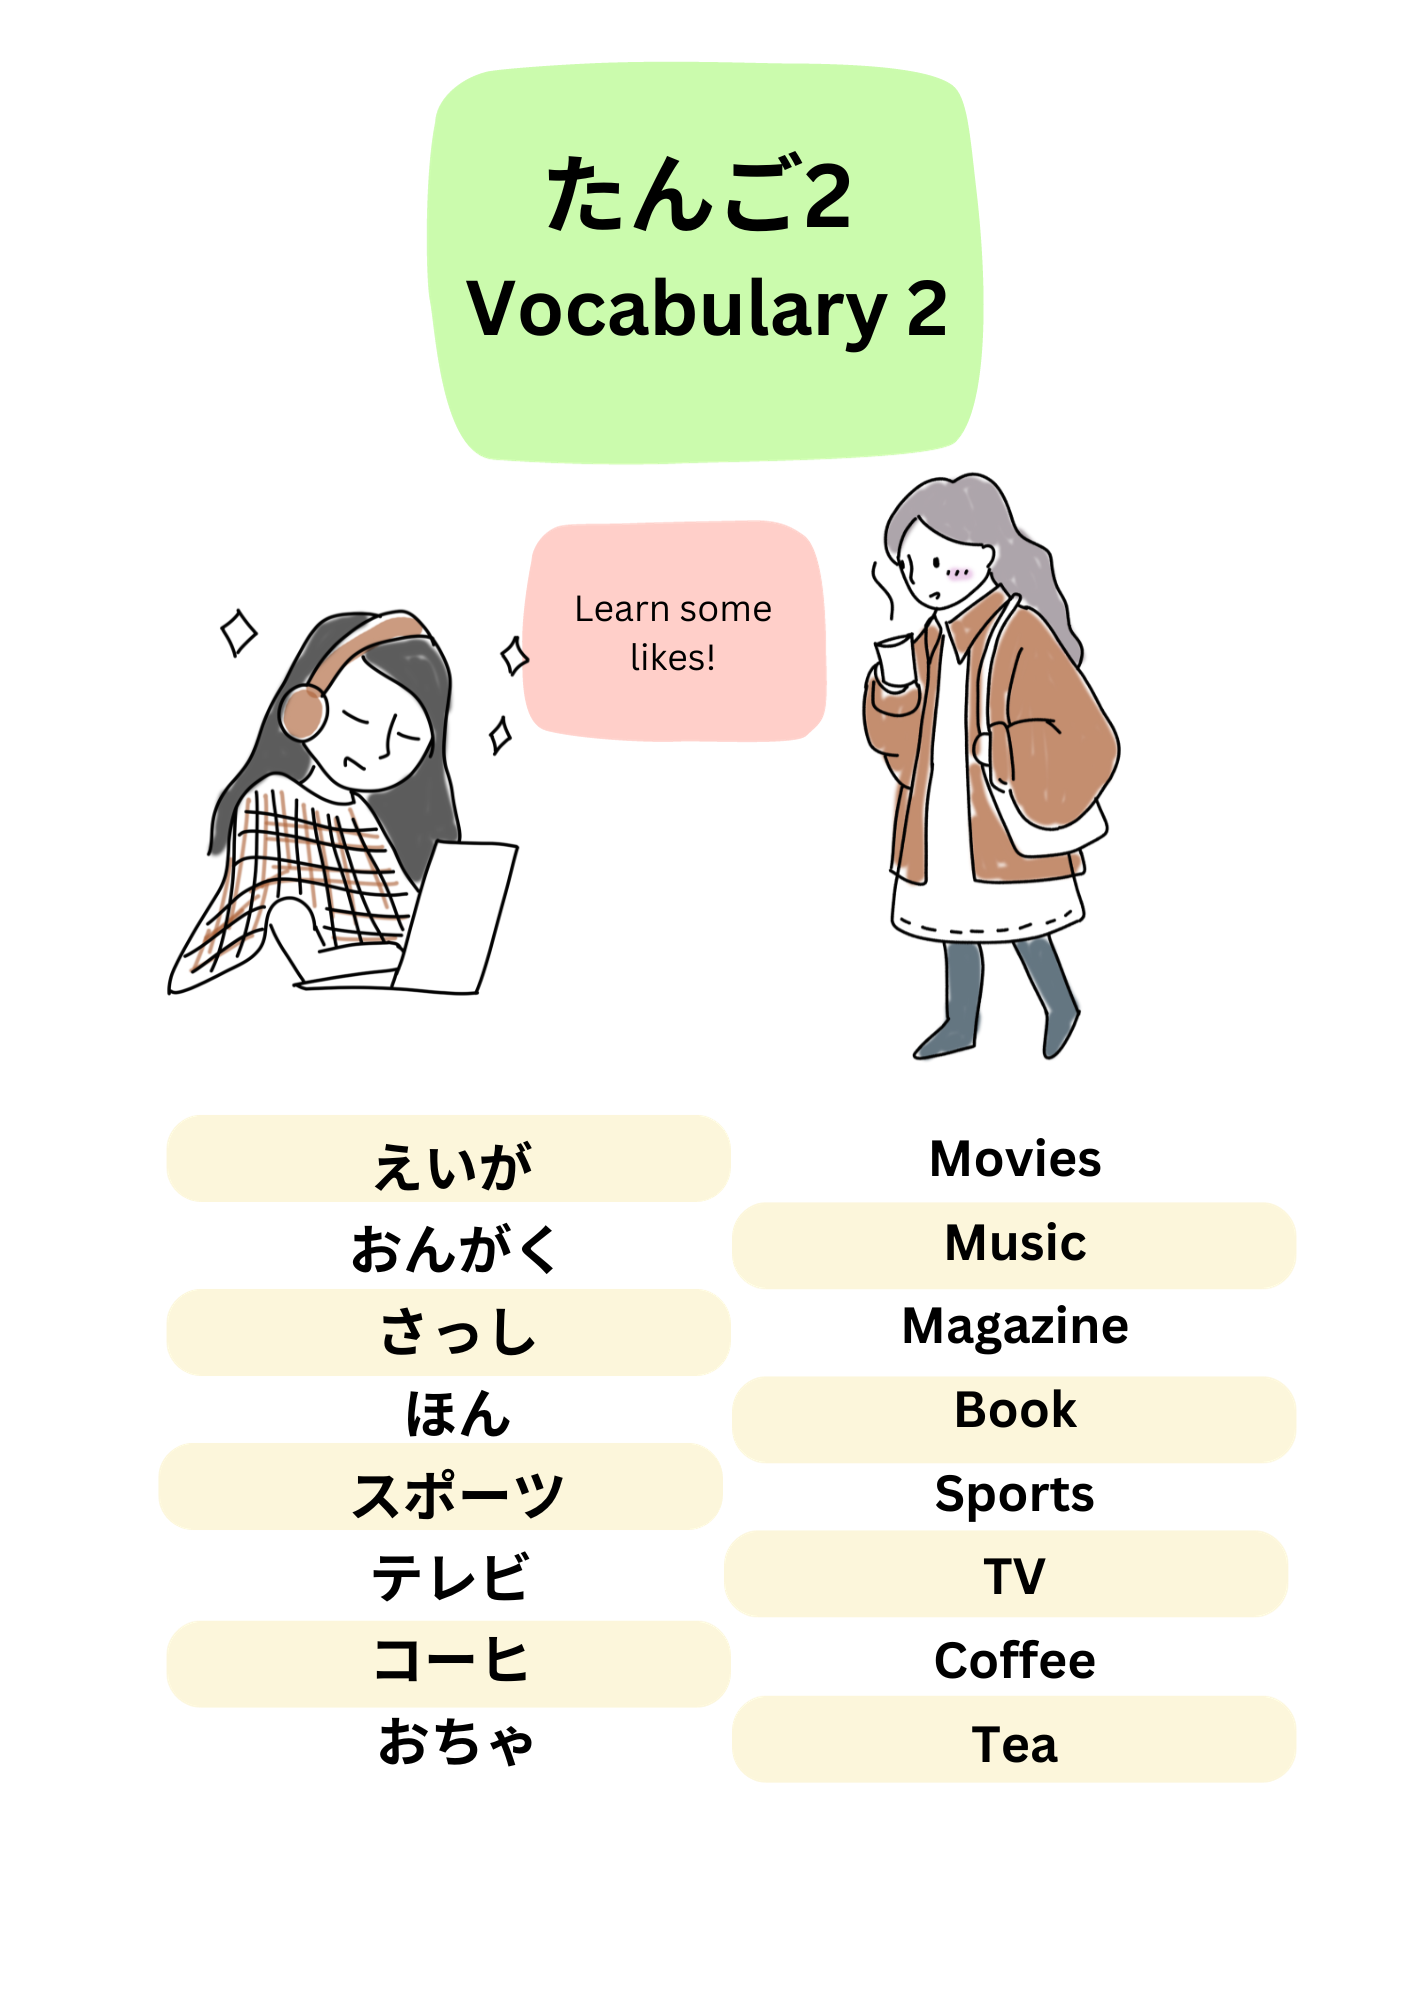 たんご2
Vocabulary 2
Learn some
likes!
えいが Movies
おんがく Music
さっし Magazine
ほん Book
スポーツ Sports
テレビ TV
コーヒ Coffee
おちゃ Tea